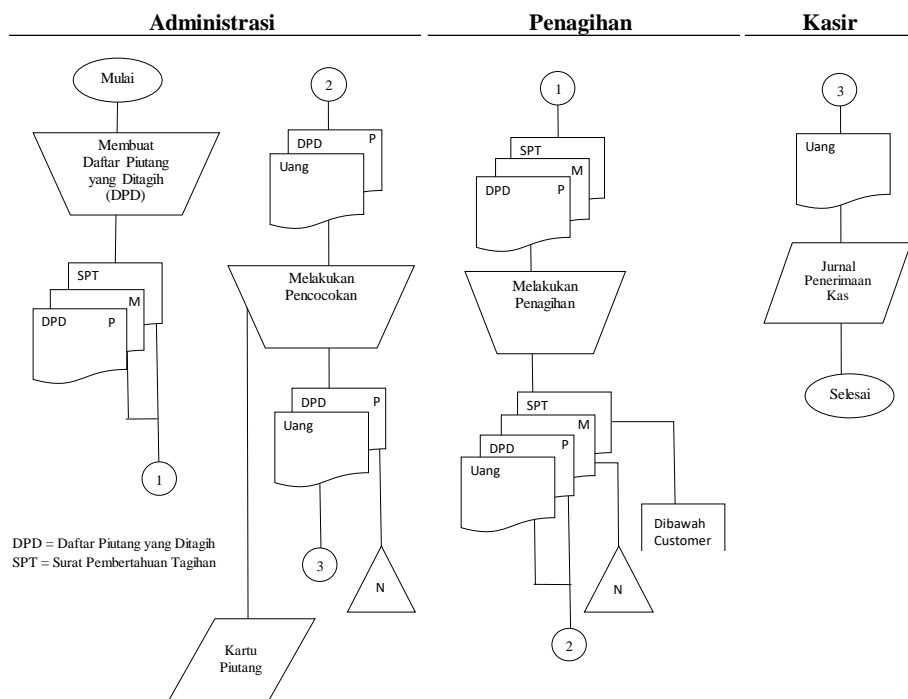 Administrasi
Penagihan
Kasir
Mulai
Membuat
Daftar Piutang
yang Ditagih
(DPD)
SPT
M
DPD P
1
DPD = Daftar Piutang yang Ditagih
SPT = Surat Pembertahuan Tagihan
2
DPD P
Uang
Melakukan
Pencocokan
DPD P
Uang
3
N
Kartu
Piutang
1
SPT
M
DPD P
Melakukan
Penagihan
SPT
M
DPD P
Uang
Dibawah
Customer
N
2
3
Uang
Jurnal
Penerimaan
Kas
Selesai